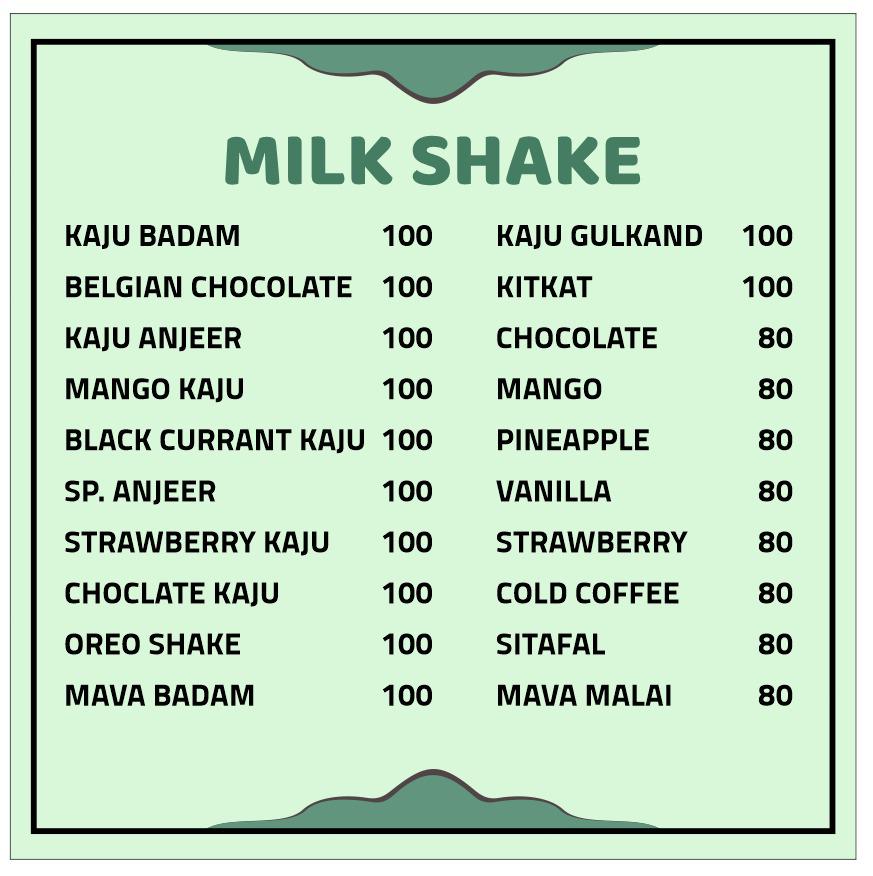 MILK SHAKE
KAJU BADAM 100
BELGIAN CHOCOLATE 100
KAJU ANJEER 100
MANGO KAJU 100
BLACK CURRANT KAJU 100
SP. ANJEER 100
STRAWBERRY KAJU 100
CHOCLATE KAJU 100
OREO SHAKE 100
MAVA BADAM 100
KAJU GULKAND 100
KITKAT 100
CHOCOLATE 80
MANGO 80
PINEAPPLE 80
VANILLA 80
STRAWBERRY 80
COLD COFFEE 80
SITAFAL 80
MAVA MALAI 80